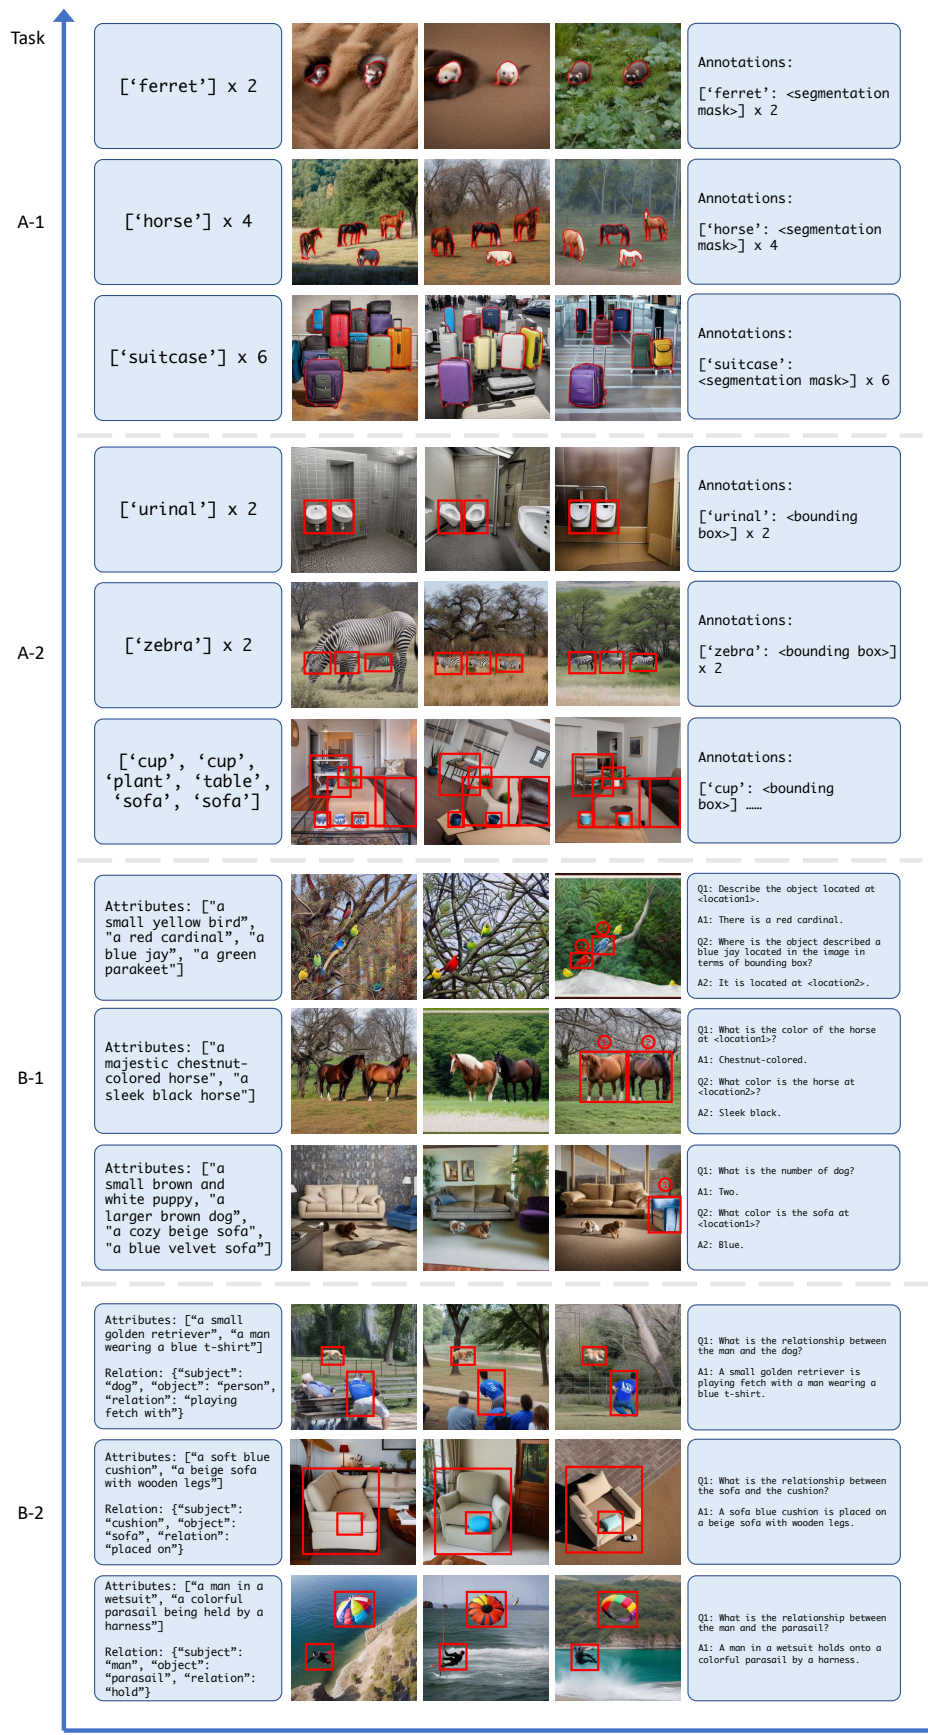 Task
['ferret'] x 2
Annotations:
['ferret': <segmentation
mask>] x 2
A-1
['horse'] x 4
Annotations:
['horse': <segmentation
mask>] x 4
['suitcase'] x 6
Annotations:
['suitcase':
<segmentation mask>] x 6
['urinal'] x 2
Annotations:
['urinal': <bounding
box>] x 2
A-2
['zebra'] x 2
Annotations:
['zebra': <bounding box>]
x 2
['cup', 'cup',
'plant', 'table',
'sofa', 'sofa']
Annotations:
['cup': <bounding
box>] ……
Attributes: ["a
small yellow bird”,
"a red cardinal”, "a
blue jay”, "a green
parakeet"]
Q1: Describe the object located at
<location1>.
A1: There is a red cardinal.
Q2: Where is the object described a
blue jay located in the image in
terms of bounding box?
A2: It is located at <location2>.
B-1
Attributes: ["a
majestic chestnut-
colored horse", "a
sleek black horse"]
Q1: What is the color of the horse
at <location1>?
A1: Chestnut-colored.
Q2: What color is the horse at
<location2>?
A2: Sleek black.
Attributes: ["a
small brown and
white puppy, "a
larger brown dog”,
"a cozy beige sofa",
"a blue velvet sofa”]
Q1: What is the number of dog?
A1: Two.
Q2: What color is the sofa at
<location1>?
A2: Blue.
Attributes: [“a small
golden retriever”, “a man
wearing a blue t-shirt”]
Relation: {“subject”:
“dog”, “object”: “person”,
“relation”: “playing
fetch with”}
Q1: What is the relationship between
the man and the dog?
A1: A small golden retriever is
playing fetch with a man wearing a
blue t-shirt.
B-2
Attributes: [“a soft blue
cushion”, “a beige sofa
with wooden legs”]
Relation: {“subject”:
“cushion”, “object”:
“sofa”, “relation”:
“placed on”}
Q1: What is the relationship between
the sofa and the cushion?
A1: A sofa blue cushion is placed on
a beige sofa with wooden legs.
Attributes: [“a man in a
wetsuit”, “a colorful
parasail being held by a
harness”]
Relation: {“subject”:
“man”, “object”:
“parasail”, “relation”:
“hold”}
Q1: What is the relationship between
the man and the parasail?
A1: A man in a wetsuit holds onto a
colorful parasail by a harness.